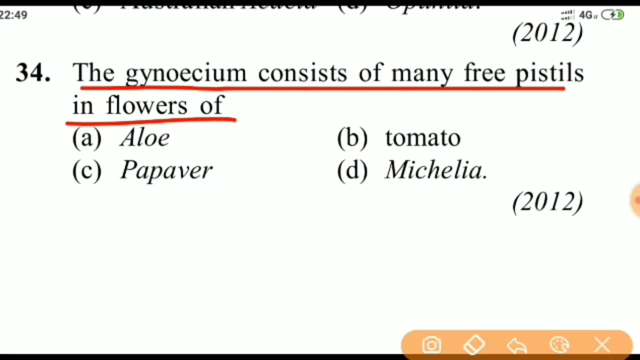 22:49
4G
(2012)
34. The gynoecium consists of many free pistils
in flowers of
(a) Aloe (b) tomato
(c) Papaver (d) Michelia.
(2012)